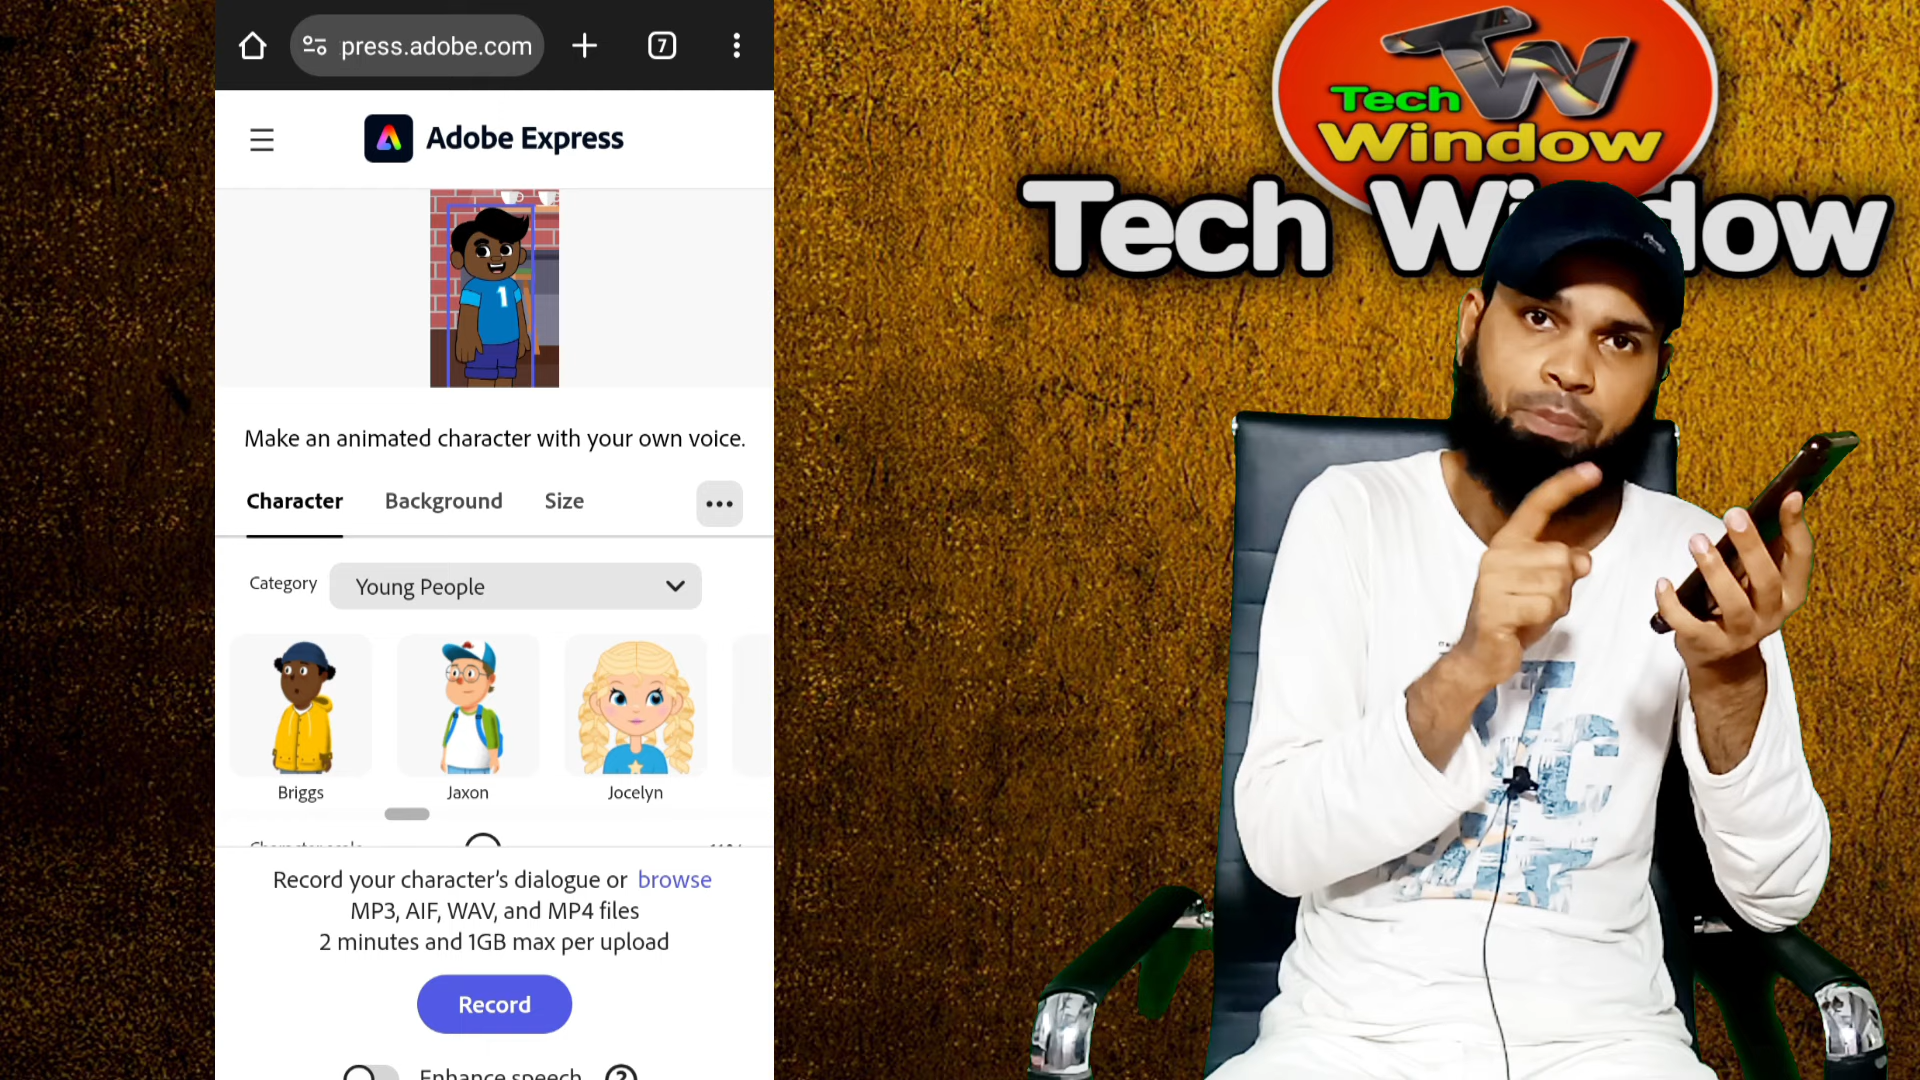 press.adobe.com
7
Adobe Express
1
Make an animated character with your own voice.
Character Background Size
Category Young People
Briggs Jaxon Jocelyn
Record your character's dialogue or browse
MP3, AIF, WAV, and MP4 files
2 minutes and 1GB max per upload
Record
Enhance speech
TW
Tech
Window
Tech Window